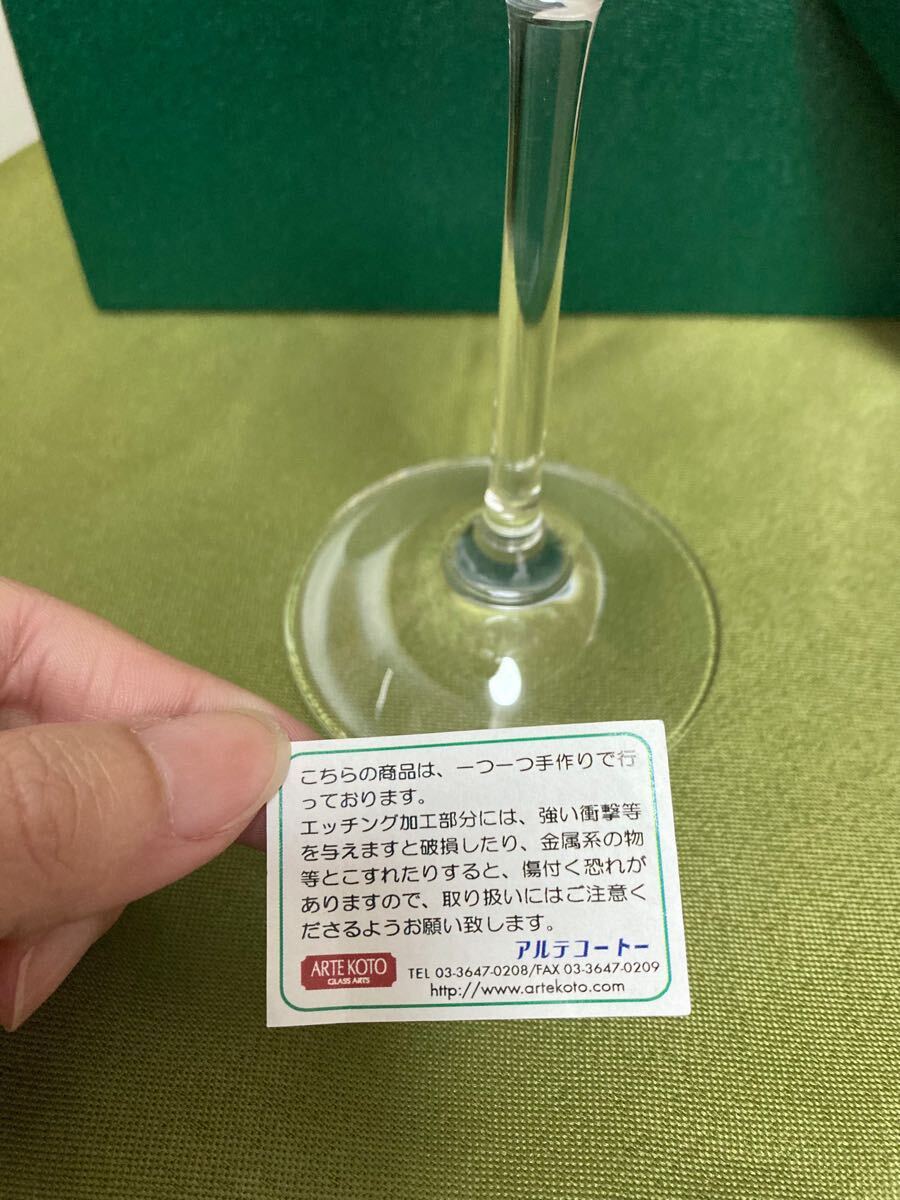 こちらの商品は、一つ一つ手作りで行
っております。
エッチング加工部分には、強い衝撃等
を与えますと破損したり、金属系の物
等とこすれたりすると、傷付く恐れが
ありますので、取り扱いにはご注意く
ださるようお願い致します。
アルテコートー
ARTE KOTO
GLASS ARTS
TEL 03-3647-0208/FAX 03-3647-0209
http://www.artekoto.com